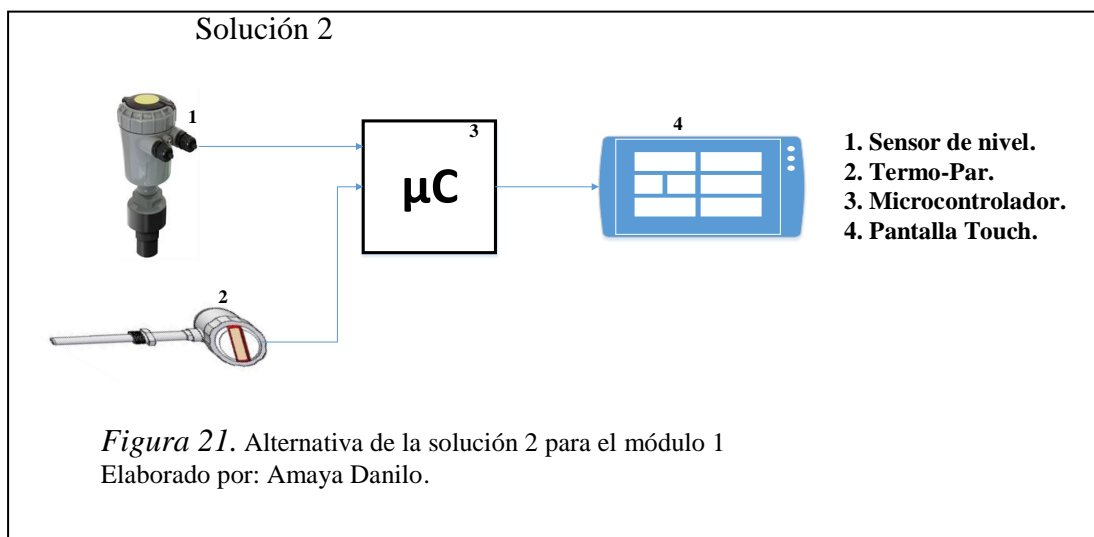 Solución 2
1
3
4
µC
2
1. Sensor de nivel.
2. Termo-Par.
3. Microcontrolador.
4. Pantalla Touch.
Figura 21. Alternativa de la solución 2 para el módulo 1
Elaborado por: Amaya Danilo.